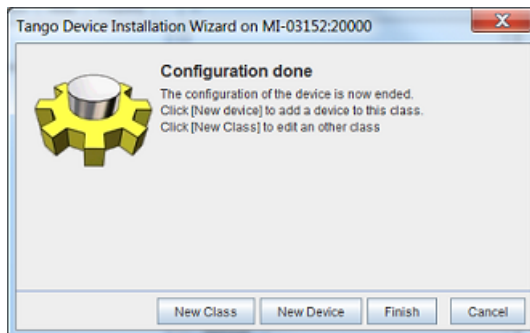 Tango Device Installation Wizard on MI-03152:20000
X
Configuration done
The configuration of the device is now ended.
Click [New device] to add a device to this class.
Click [New Class] to edit an other class
New Class
New Device
Finish
Cancel